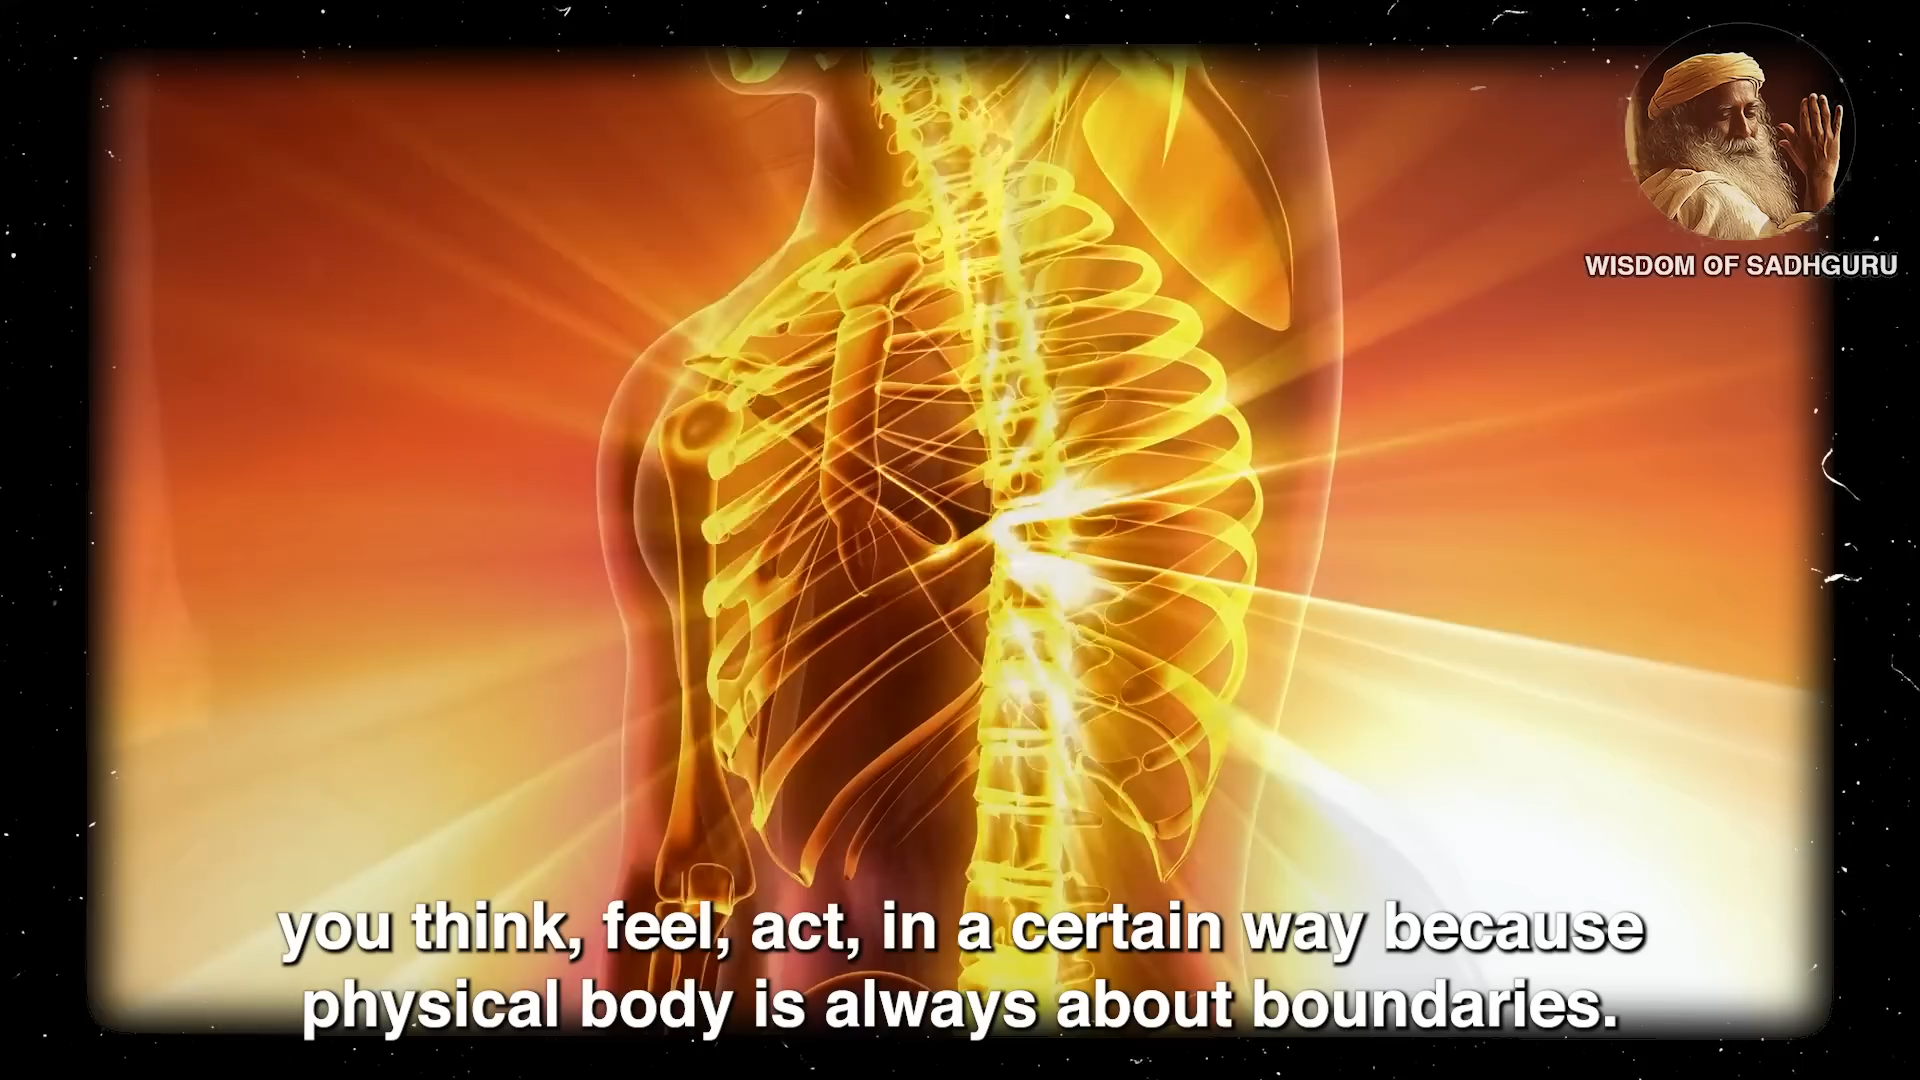 WISDOM OF SADHGURU
you think, feel, act, in a certain way because
physical body is always about boundaries.